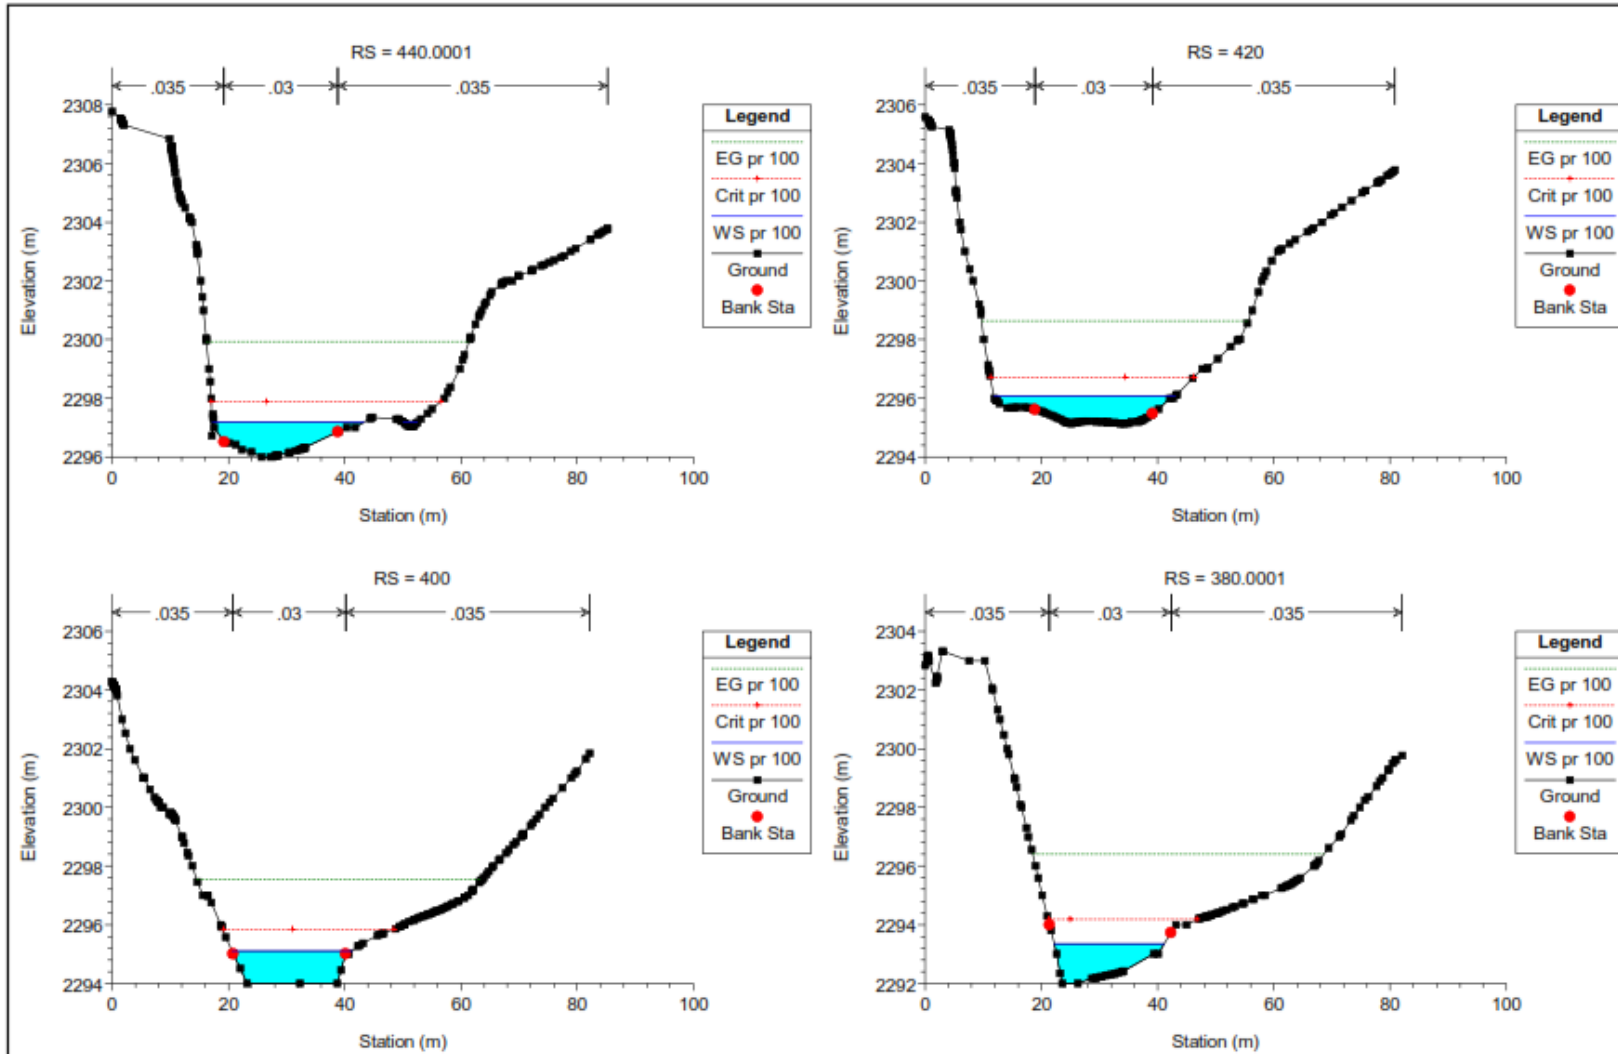 RS = 440.0001
.035 .03 .035
2308
2306
2304
2302
2300
2298
2296
0 20 40 60 80 100
Elevation (m)
Station (m)
Legend
EG pr 100
Crit pr 100
WS pr 100
Ground
Bank Sta
RS = 420
.035 .03 .035
2306
2304
2302
2300
2298
2296
2294
0 20 40 60 80 100
Elevation (m)
Station (m)
Legend
EG pr 100
Crit pr 100
WS pr 100
Ground
Bank Sta
RS = 400
.035 .03 .035
2306
2304
2302
2300
2298
2296
2294
0 20 40 60 80 100
Elevation (m)
Station (m)
Legend
EG pr 100
Crit pr 100
WS pr 100
Ground
Bank Sta
RS = 380.0001
.035 .03 .035
2304
2302
2300
2298
2296
2294
2292
0 20 40 60 80 100
Elevation (m)
Station (m)
Legend
EG pr 100
Crit pr 100
WS pr 100
Ground
Bank Sta